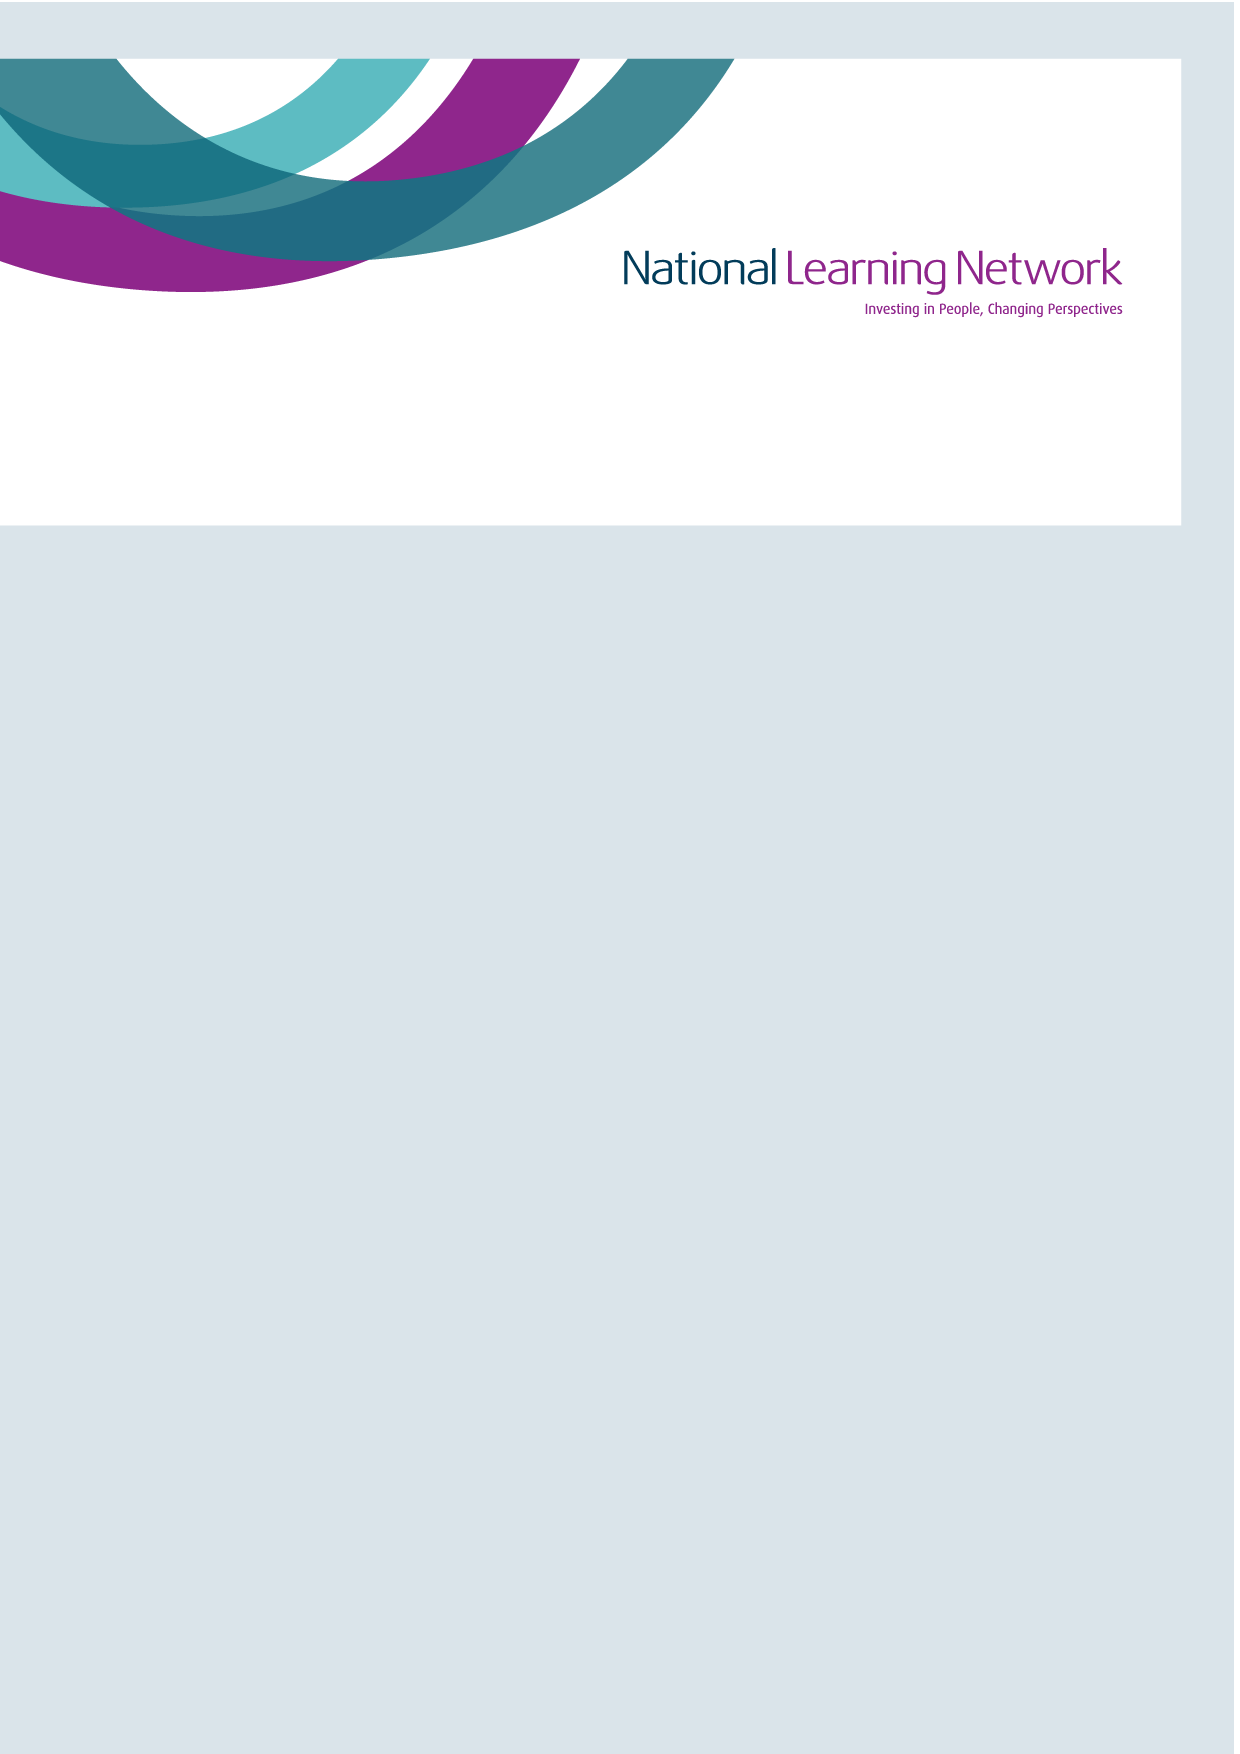 National Learning Network
Investing in People, Changing Perspectives